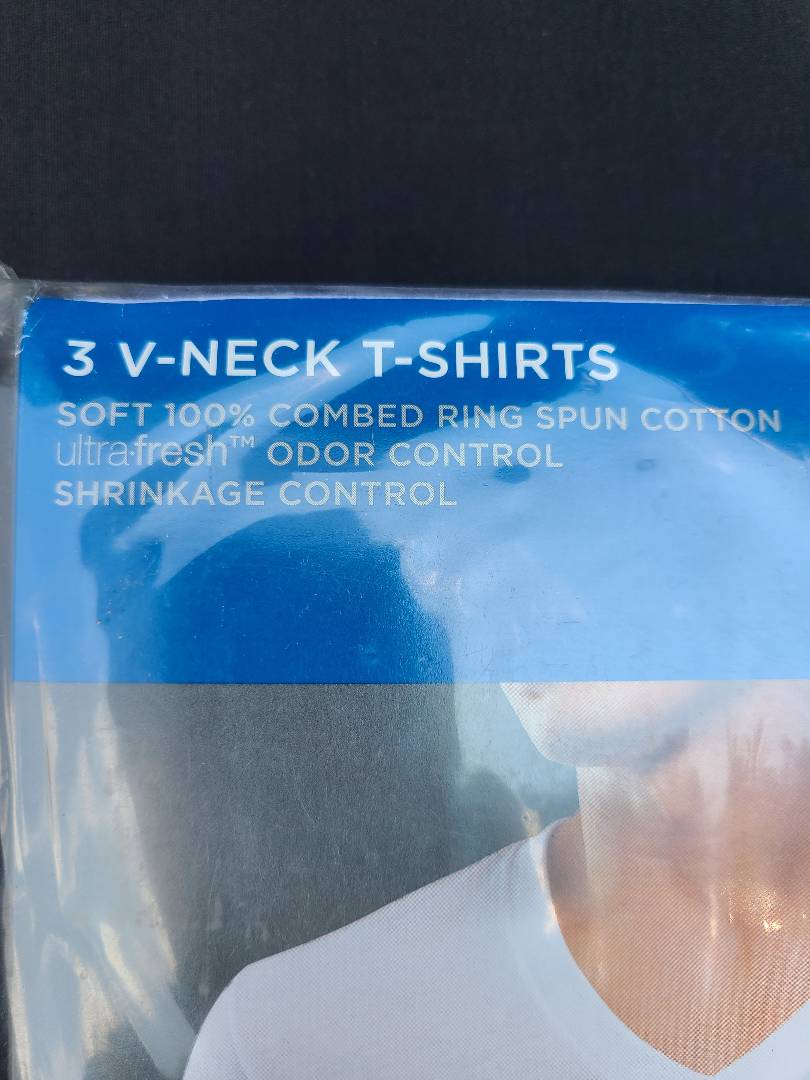 3 V-NECK T-SHIRTS
SOFT 100% COMBED RING SPUN COTTON
ultra·fresh™ ODOR CONTROL
SHRINKAGE CONTROL